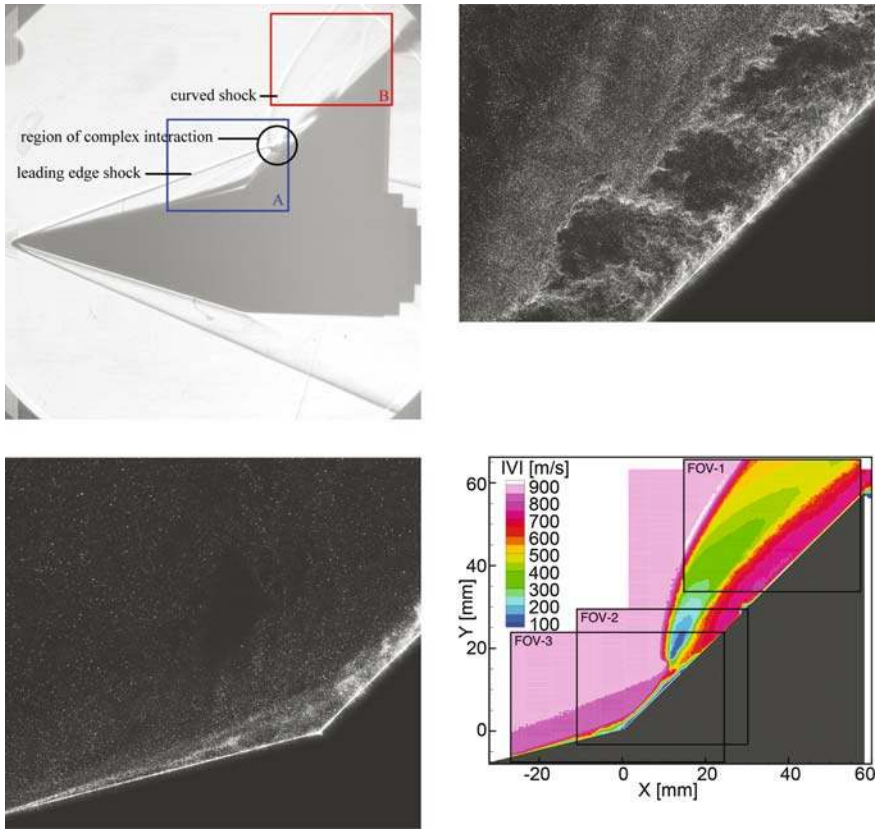 B
curved shock
region of complex interaction
leading edge shock
A
|V| [m/s]
900
800
700
600
500
400
300
200
100
FOV-1
FOV-2
FOV-3
60
40
20
0
Y [mm]
-20
0
20
40
60
X [mm]